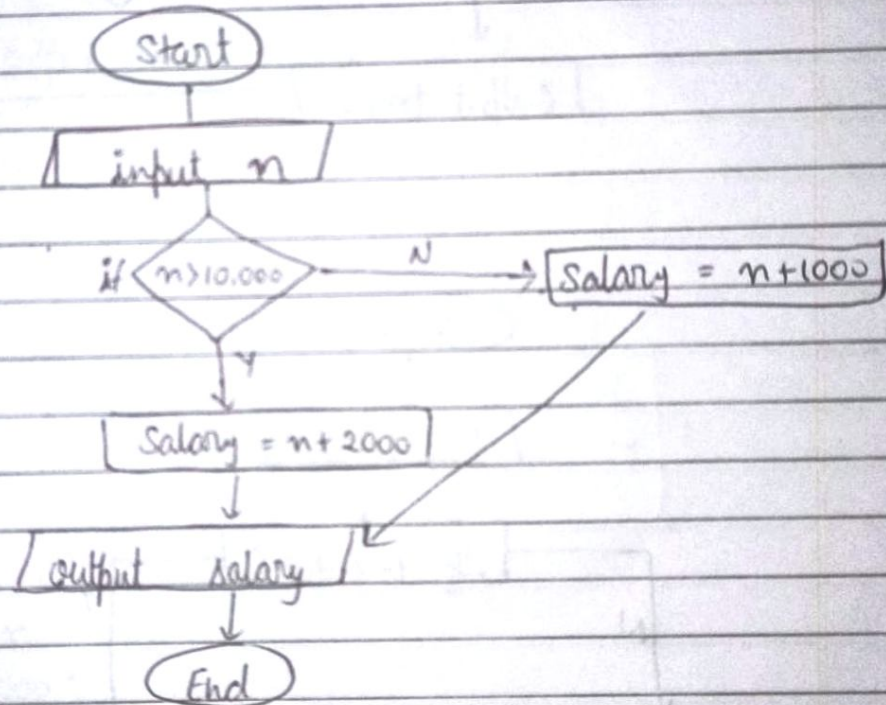 Start
input n
if n>10.000 N Salary = n+1000
Y
Salary = n+2000
output salary
End